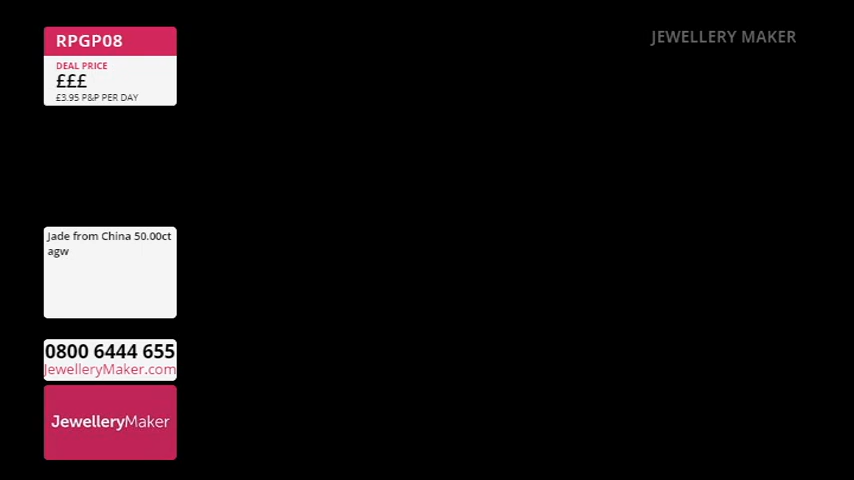 RPGP08
JEWELLERY MAKER
DEAL PRICE
£££
£3.95 P&P PER DAY
Jade from China 50.00ct
agw
0800 6444 655
JewelleryMaker.com
JewelleryMaker